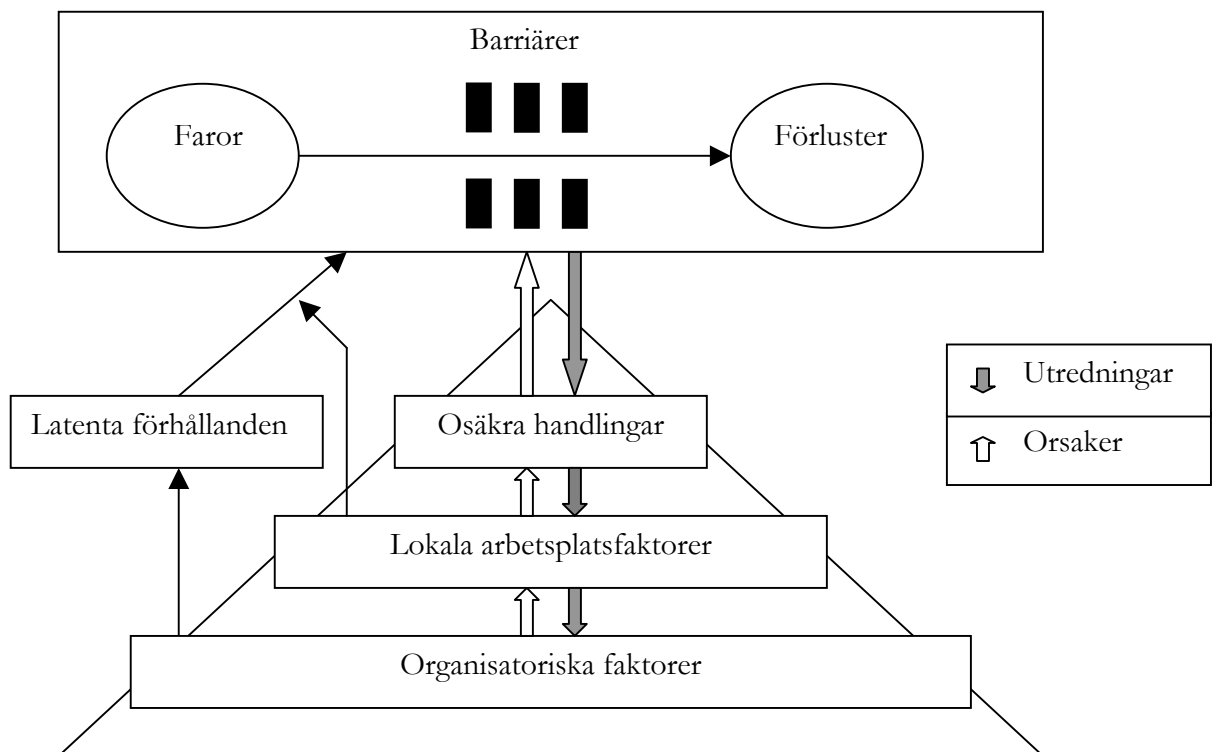 Barriärer
Faror
Förluster
Latenta förhållanden
Osäkra handlingar
Utredningar
Orsaker
Lokala arbetsplatsfaktorer
Organisatoriska faktorer